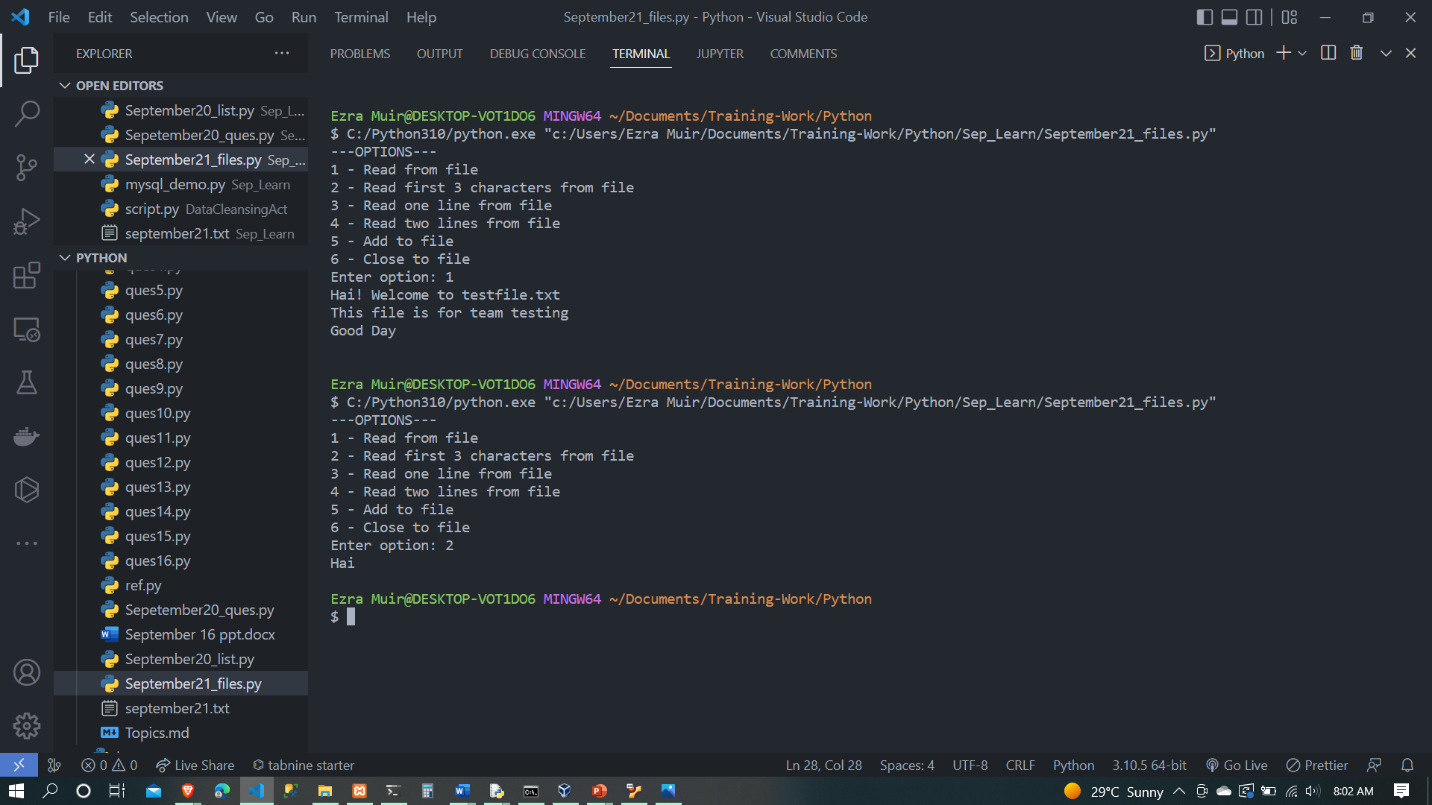 File Edit Selection View Go Run Terminal Help
September21_files.py - Python - Visual Studio Code
EXPLORER
OPEN EDITORS
September20_list.py Sep_L...
Sepetember20_ques.py Se...
September21_files.py Sep_...
mysql_demo.py Sep_Learn
script.py DataCleansingAct
september21.txt Sep_Learn
PYTHON
ques5.py
ques6.py
ques7.py
ques8.py
ques9.py
ques10.py
ques11.py
ques12.py
ques13.py
ques14.py
ques15.py
ques16.py
ref.py
Sepetember20_ques.py
September 16 ppt.docx
September20_list.py
September21_files.py
september21.txt
Topics.md
PROBLEMS OUTPUT DEBUG CONSOLE TERMINAL JUPYTER COMMENTS
Python
Ezra Muir@DESKTOP-VOT1DO6 MINGW64 ~/Documents/Training-Work/Python
$ C:/Python310/python.exe "c:/Users/Ezra Muir/Documents/Training-Work/Python/Sep_Learn/September21_files.py"
---OPTIONS---
1 - Read from file
2 - Read first 3 characters from file
3 - Read one line from file
4 - Read two lines from file
5 - Add to file
6 - Close to file
Enter option: 1
Hai! Welcome to testfile.txt
This file is for team testing
Good Day
Ezra Muir@DESKTOP-VOT1DO6 MINGW64 ~/Documents/Training-Work/Python
$ C:/Python310/python.exe "c:/Users/Ezra Muir/Documents/Training-Work/Python/Sep_Learn/September21_files.py"
---OPTIONS---
1 - Read from file
2 - Read first 3 characters from file
3 - Read one line from file
4 - Read two lines from file
5 - Add to file
6 - Close to file
Enter option: 2
Hai
Ezra Muir@DESKTOP-VOT1DO6 MINGW64 ~/Documents/Training-Work/Python
$
0 0 Live Share tabnine starter
Ln 28, Col 28 Spaces: 4 UTF-8 CRLF Python 3.10.5 64-bit Go Live Prettier
29°C Sunny 8:02 AM